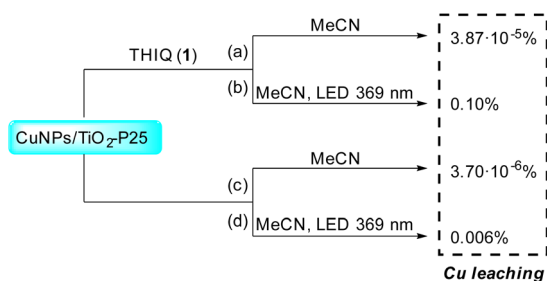 MeCN
THIQ (1)
(a)
3.87·10⁻⁵%
(b)
MeCN, LED 369 nm
0.10%
CuNPs/TiO₂-P25
MeCN
(c)
3.70·10⁻⁶%
(d)
MeCN, LED 369 nm
0.006%
Cu leaching